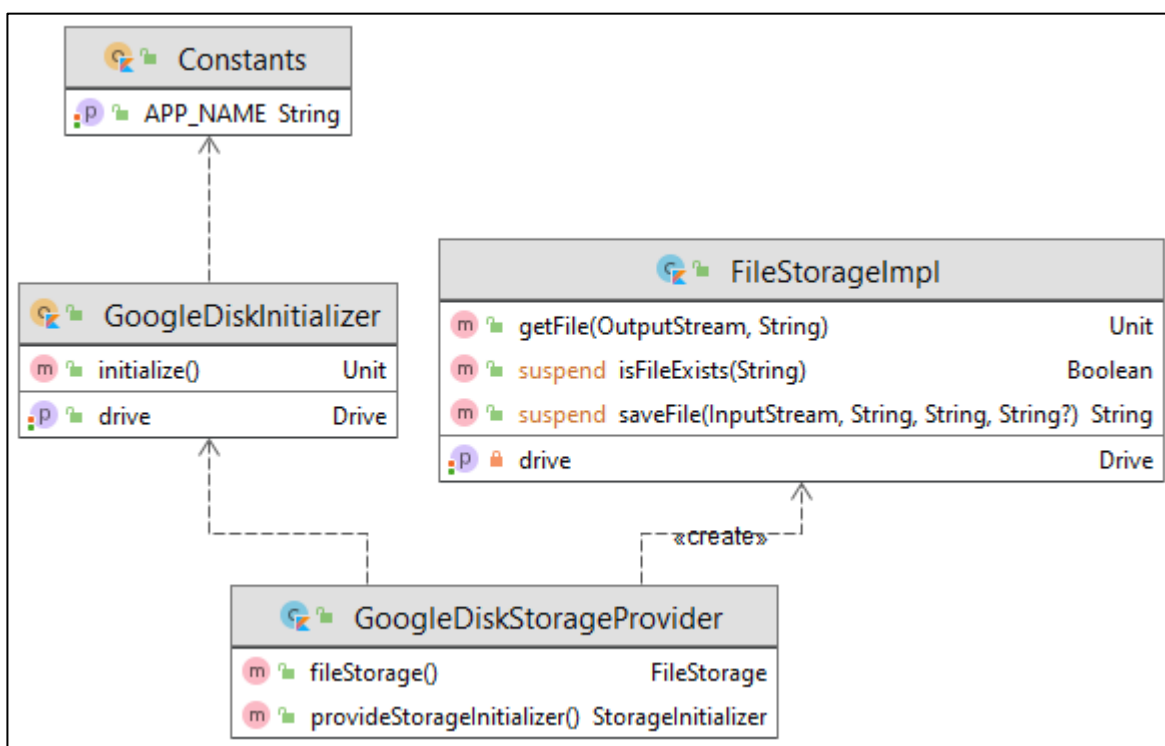 Constants
APP_NAME String
GoogleDiskInitializer
initialize() Unit
drive Drive
FileStorageImpl
getFile(OutputStream, String) Unit
suspend isFileExists(String) Boolean
suspend saveFile(InputStream, String, String, String?) String
drive Drive
«create»
GoogleDiskStorageProvider
fileStorage() FileStorage
provideStorageInitializer() StorageInitializer